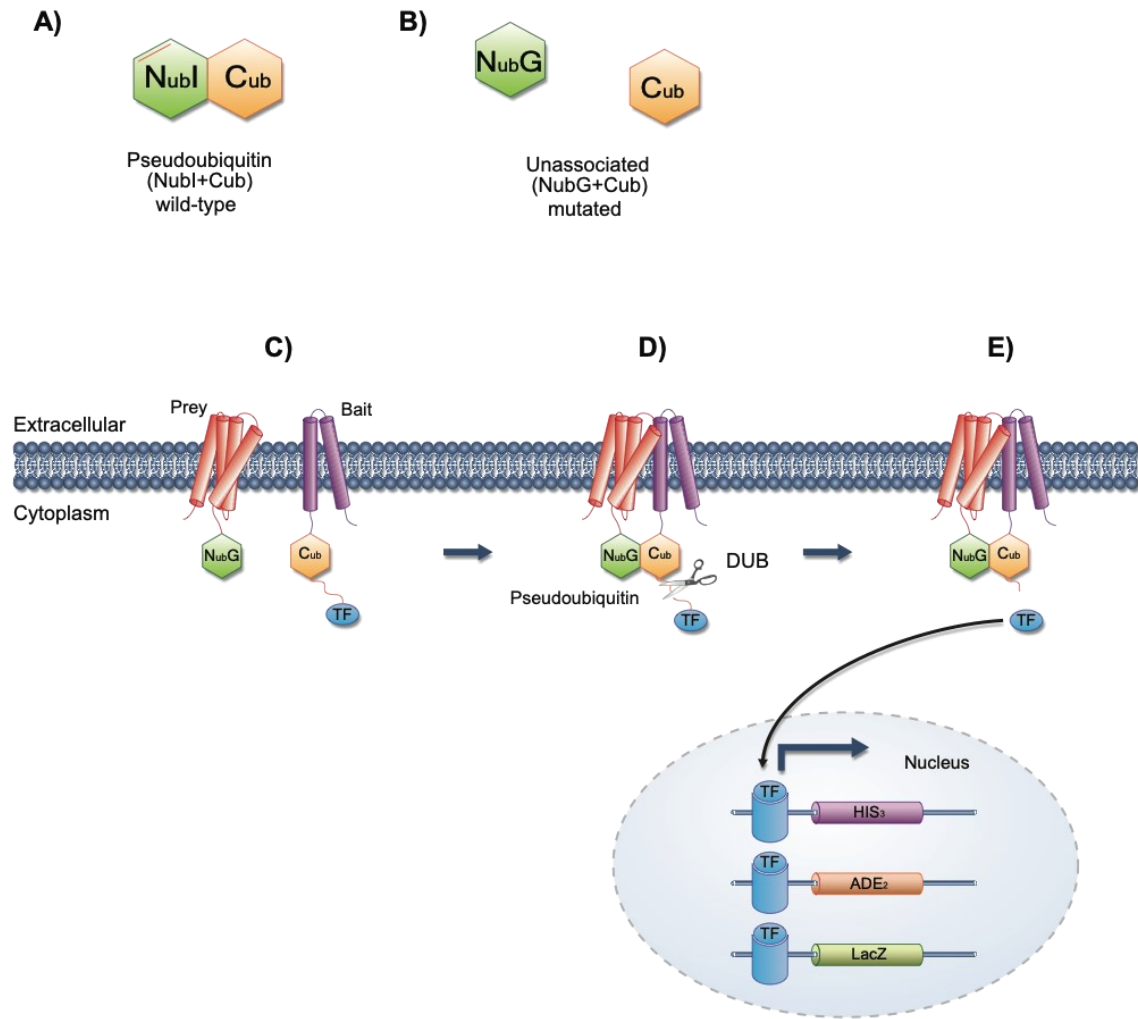 A)
NubI Cub
Pseudoubiquitin
(NubI+Cub)
wild-type
B)
NubG
Cub
Unassociated
(NubG+Cub)
mutated
C)
Prey
Bait
Extracellular
Cytoplasm
NubG
Cub
TF
D)
NubG Cub
DUB
Pseudoubiquitin
TF
E)
NubG Cub
TF
Nucleus
TF
HIS3
TF
ADE2
TF
LacZ